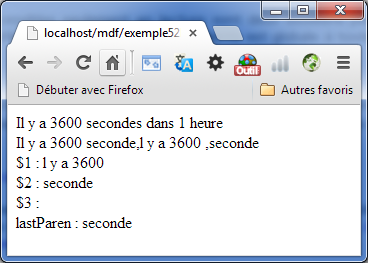 localhost/mdf/exemple52
Ouril
Débuter avec Firefox
Autres favoris
Il y a 3600 secondes dans 1 heure
Il y a 3600 seconde,l y a 3600 ,seconde
$1 : l y a 3600
$2 : seconde
$3 :
lastParen : seconde